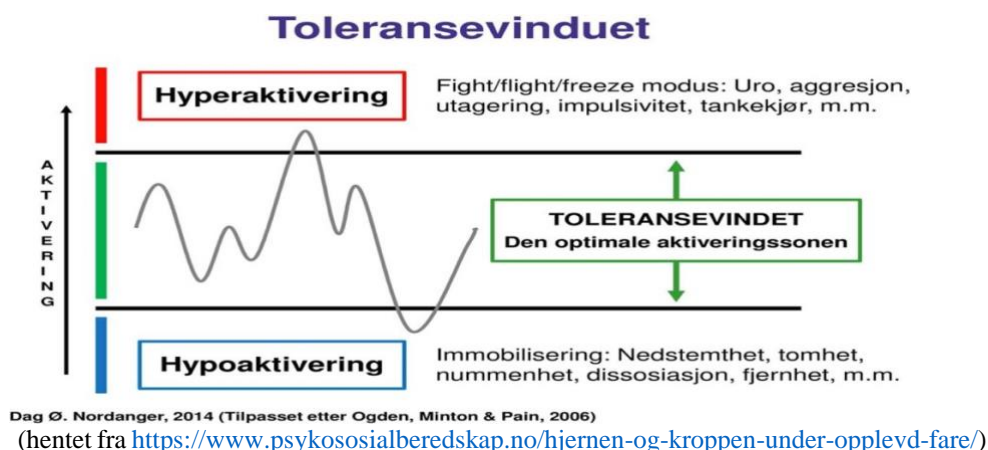 Toleransevinduet
Hyperaktivering
Fight/flight/freeze modus: Uro, aggresjon,
utagering, impulsivitet, tankekjør, m.m.
AKTIVERING
TOLERANSEVINDET
Den optimale aktiveringssonen
Hypoaktivering
Immobilisering: Nedstemthet, tomhet,
nummenhet, dissosiasjon, fjernhet, m.m.
Dag Ø. Nordanger, 2014 (Tilpasset etter Ogden, Minton & Pain, 2006)
(hentet fra https://www.psykososialberedskap.no/hjernen-og-kroppen-under-opplevd-fare/)